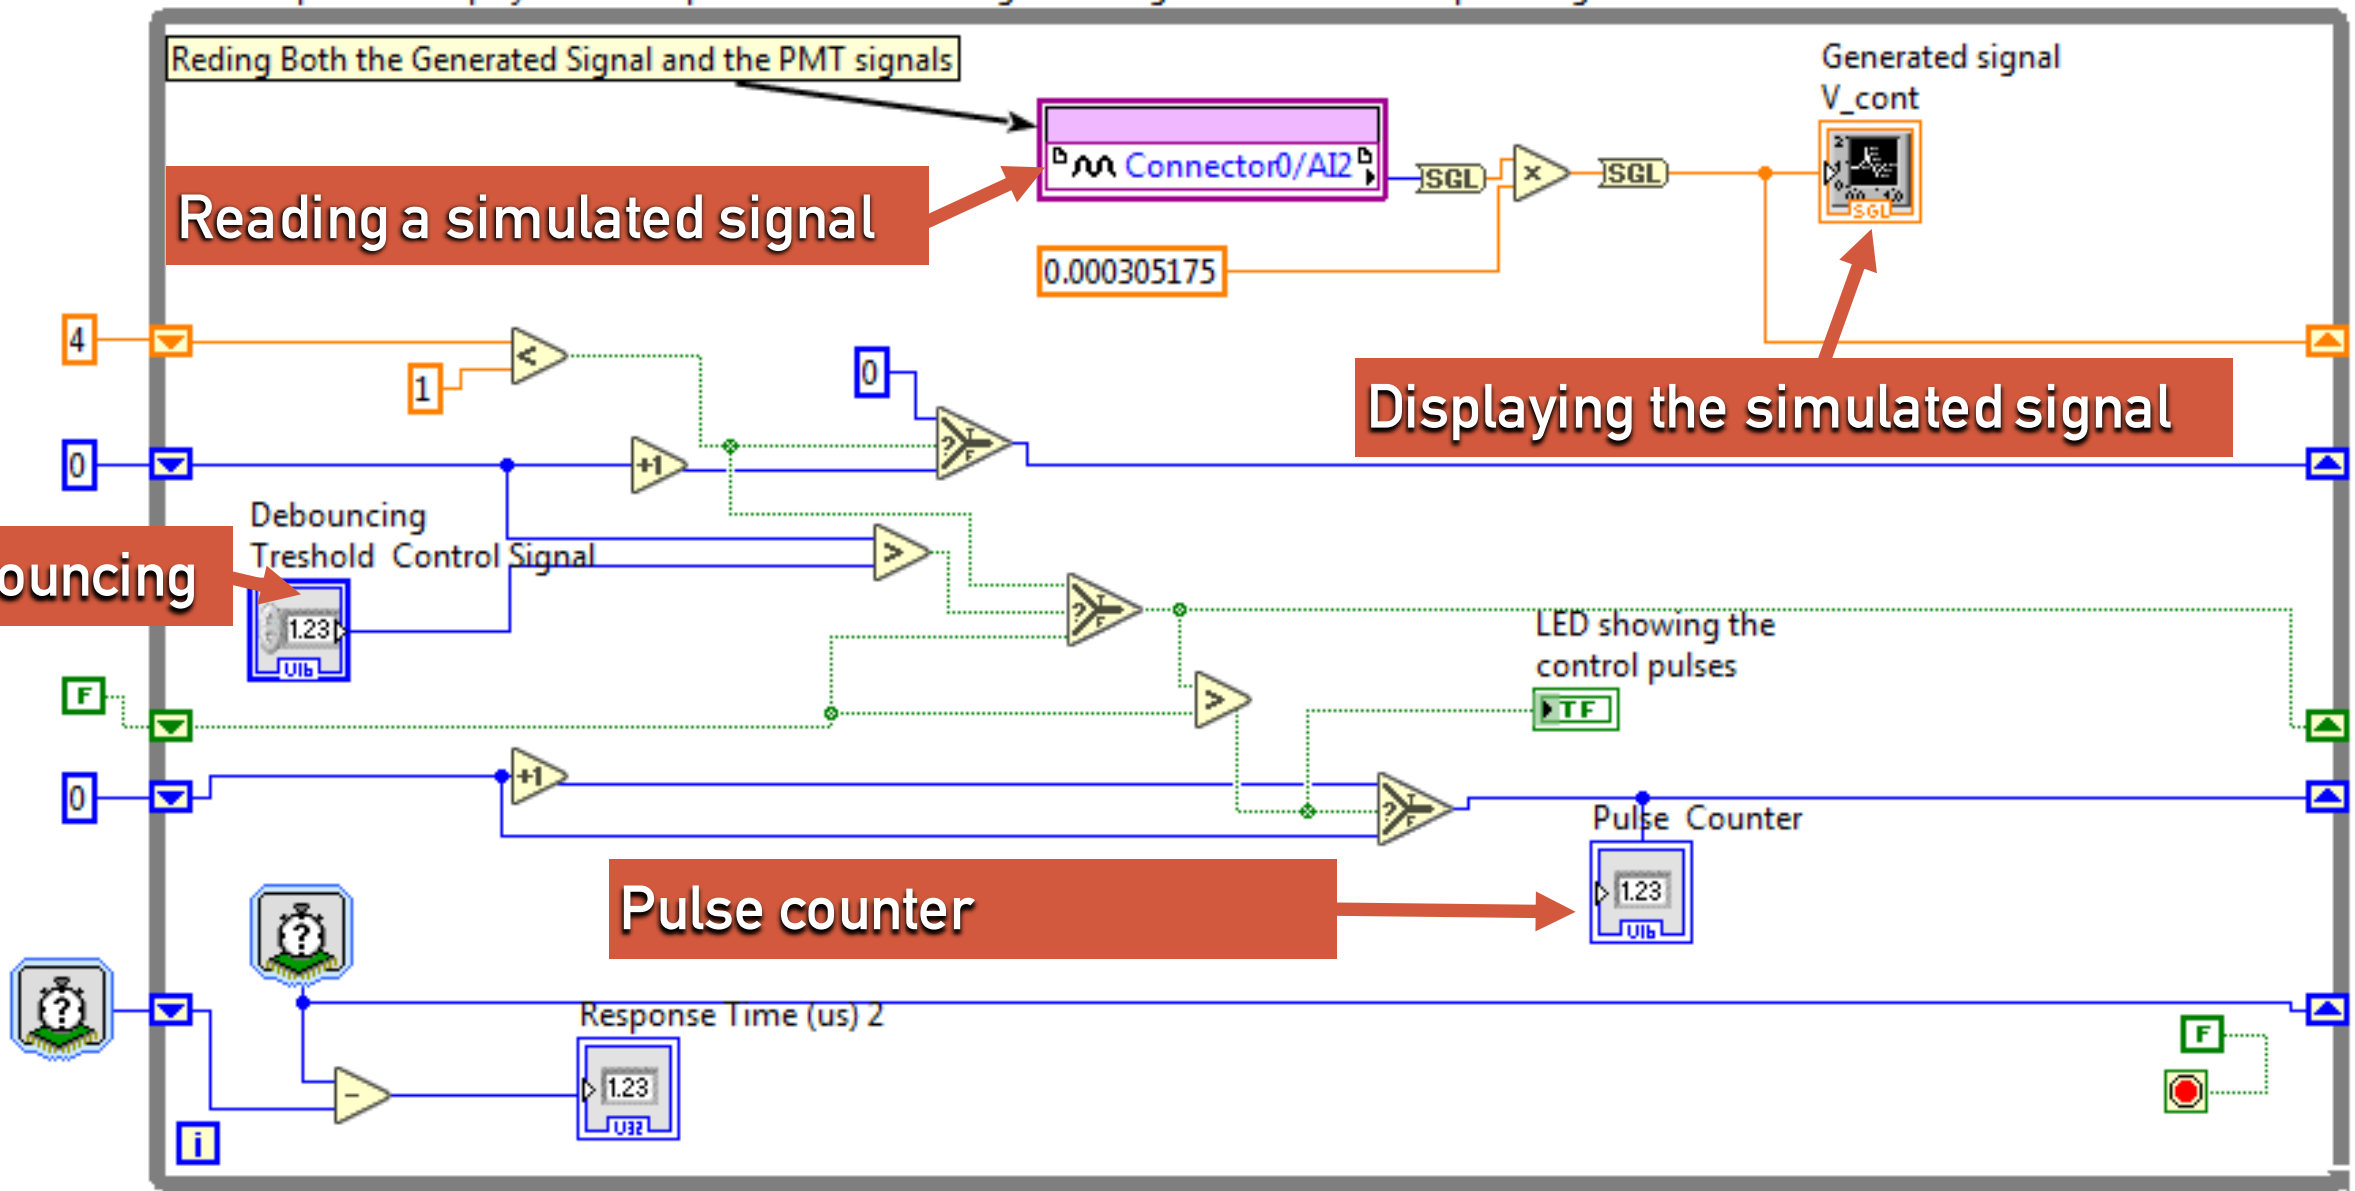 Reding Both the Generated Signal and the PMT signals
Generated signal
V_cont
Connector0/AI2
SGL
×
SGL
SGL
Reading a simulated signal
0.000305175
4
<
1
0
Displaying the simulated signal
?
T
F
0
+1
Debouncing
Treshold Control Signal
>
ouncing
1.23
U16
?
T
F
LED showing the
control pulses
F
>
TF
0
+1
?
T
F
Pulse Counter
1.23
U16
Pulse counter
?
?
Response Time (us) 2
F
-
1.23
U32
i